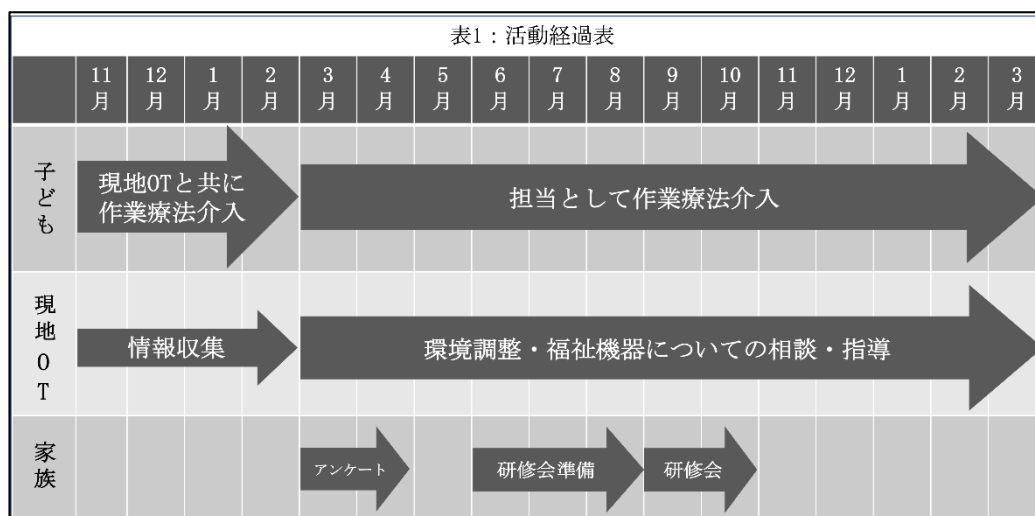 表1：活動経過表
11月 12月 1月 2月 3月 4月 5月 6月 7月 8月 9月 10月 11月 12月 1月 2月 3月
子ども
現地OTと共に
作業療法介入
担当として作業療法介入
現地OT
情報収集
環境調整・福祉機器についての相談・指導
家族
アンケート
研修会準備
研修会